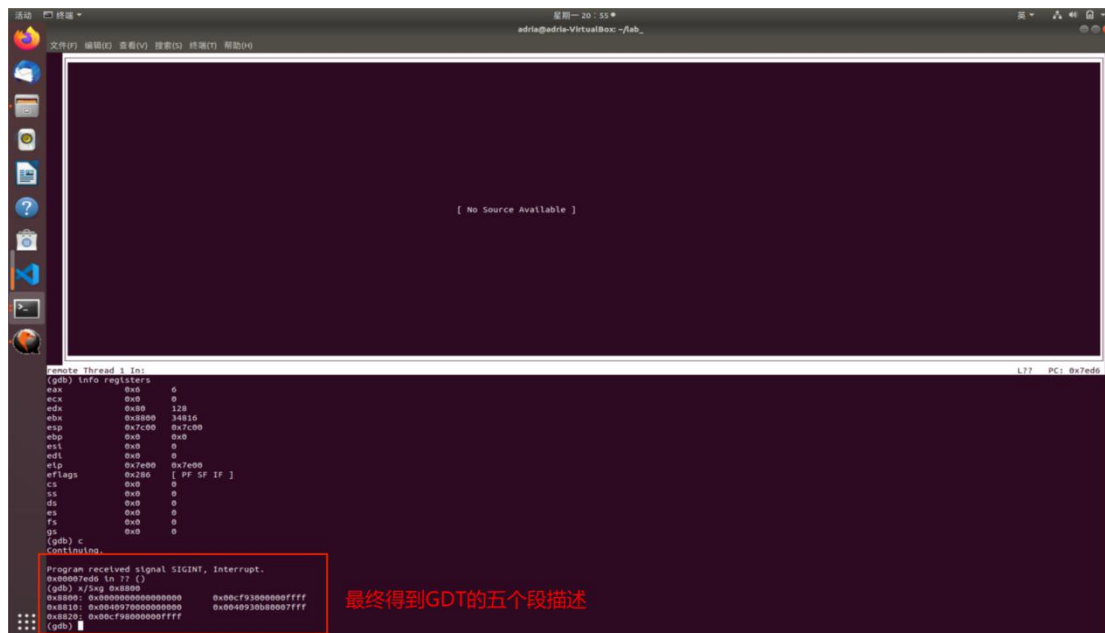 活动 终端 星期一 20：55 英
adria@adria-VirtualBox: ~/lab_
文件(F) 编辑(E) 查看(V) 搜索(S) 终端(T) 帮助(H)
[ No Source Available ]
remote Thread 1 In: L?? PC: 0x7ed6
(gdb) info registers
eax 0x6 6
ecx 0x0 0
edx 0x80 128
ebx 0x8800 34816
esp 0x7c00 0x7c00
ebp 0x0 0x0
esi 0x0 0
edi 0x0 0
eip 0x7e00 0x7e00
eflags 0x286 [ PF SF IF ]
cs 0x0 0
ss 0x0 0
ds 0x0 0
es 0x0 0
fs 0x0 0
gs 0x0 0
(gdb) c
Continuing.
Program received signal SIGINT, Interrupt.
0x00007ed6 in ?? ()
(gdb) x/5xg 0x8800
0x8800: 0x0000000000000000 0x00cf93000000ffff
0x8810: 0x0040970000000000 0x0040930b80007fff
0x8820: 0x00cf98000000ffff
(gdb)
最终得到GDT的五个段描述